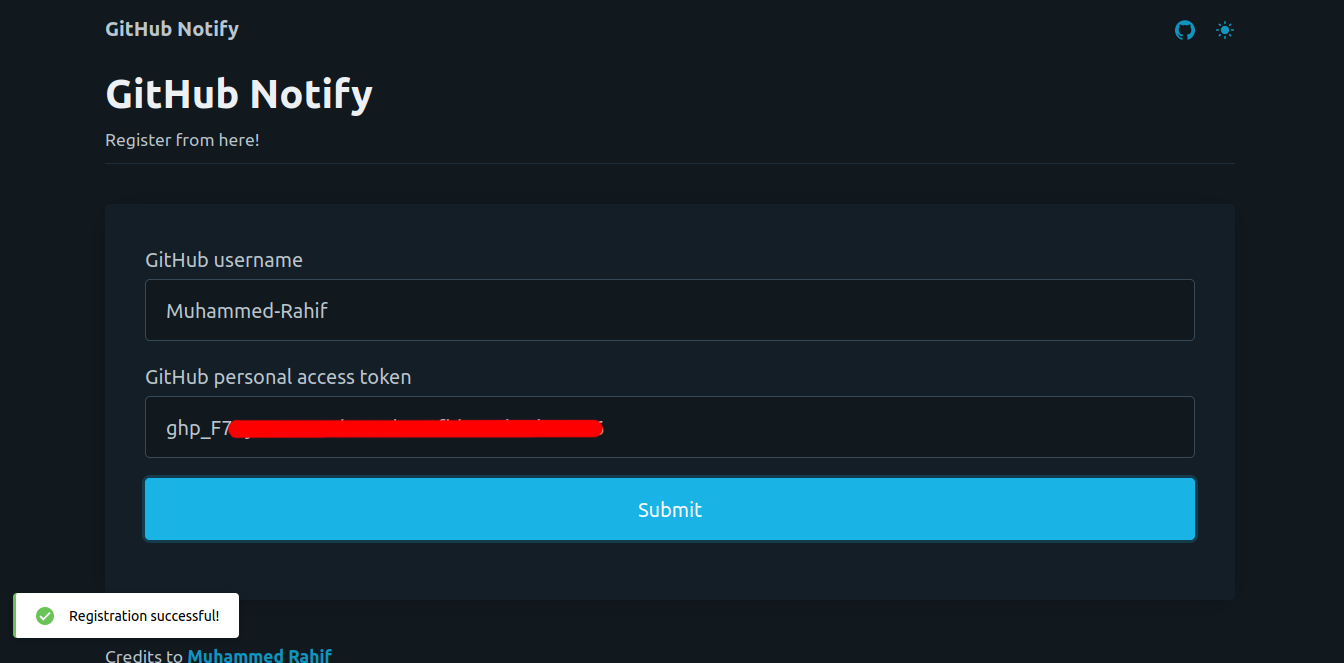 GitHub Notify
GitHub Notify
Register from here!
GitHub username
Muhammed-Rahif
GitHub personal access token
ghp_F7
Submit
Registration successful!
Credits to Muhammed Rahif